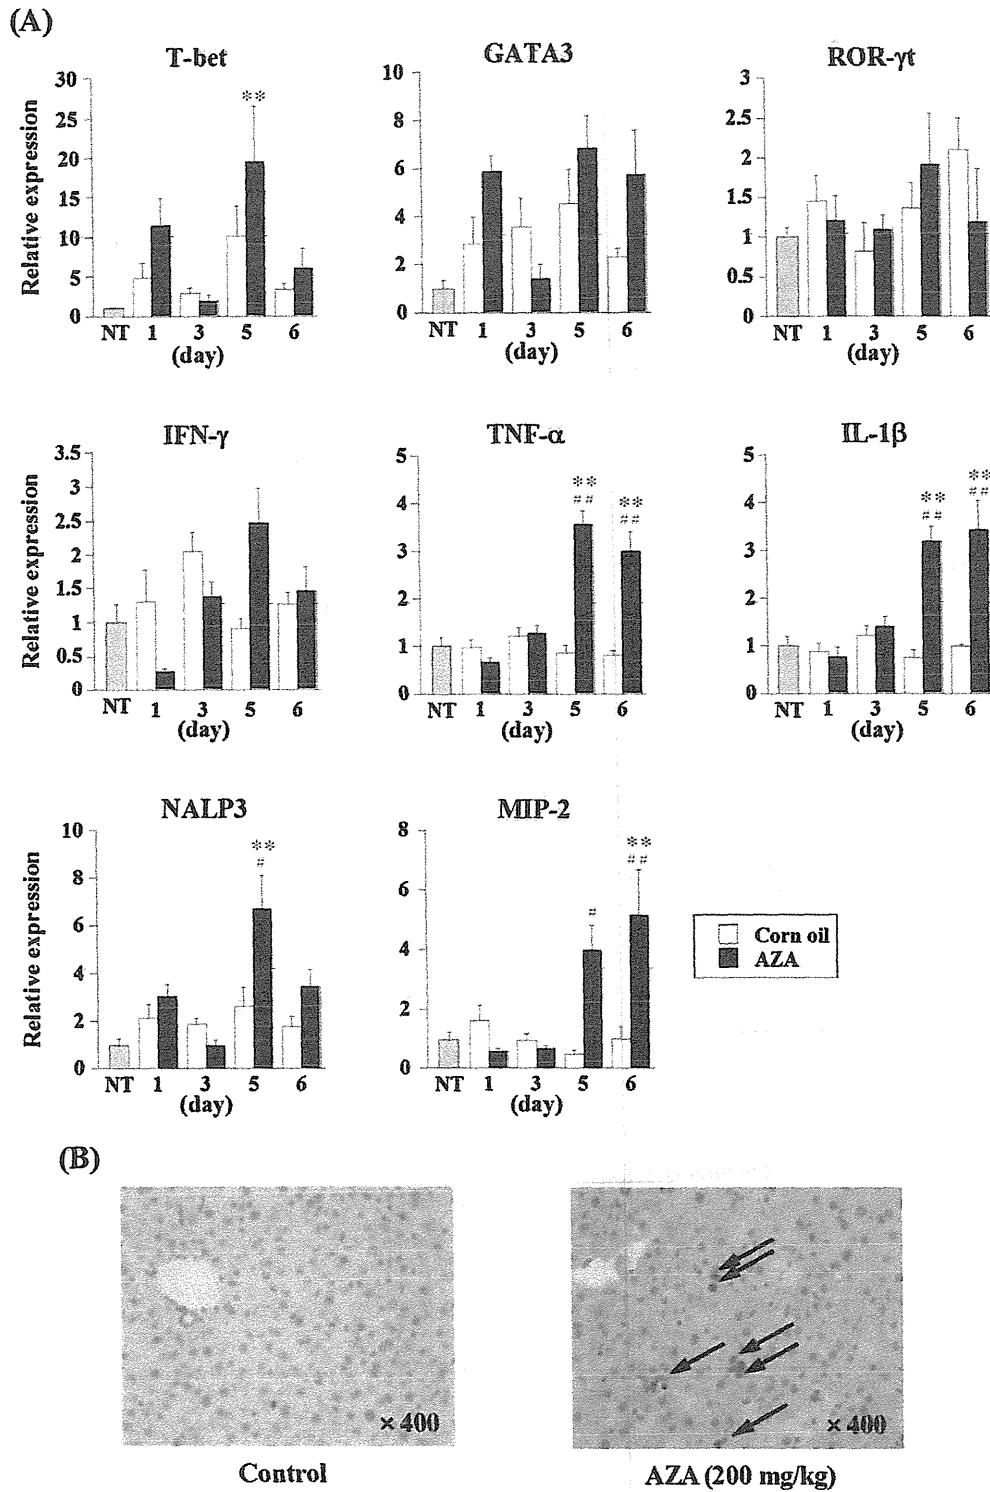 (A)
T-bet
Relative expression
30
25
20
15
10
5
0
**
NT 1 3 5 6
(day)
GATA3
10
8
6
4
2
0
NT 1 3 5 6
(day)
ROR-γt
3
2.5
2
1.5
1
0.5
0
NT 1 3 5 6
(day)
IFN-γ
Relative expression
3.5
3
2.5
2
1.5
1
0.5
0
NT 1 3 5 6
(day)
TNF-α
5
4
3
2
1
0
**
##
**
##
NT 1 3 5 6
(day)
IL-1β
5
4
3
2
1
0
**
##
**
##
NT 1 3 5 6
(day)
NALP3
Relative expression
10
8
6
4
2
0
**
#
NT 1 3 5 6
(day)
MIP-2
8
6
4
2
0
#
**
##
NT 1 3 5 6
(day)
Corn oil
AZA
(B)
× 400
Control
× 400
AZA (200 mg/kg)